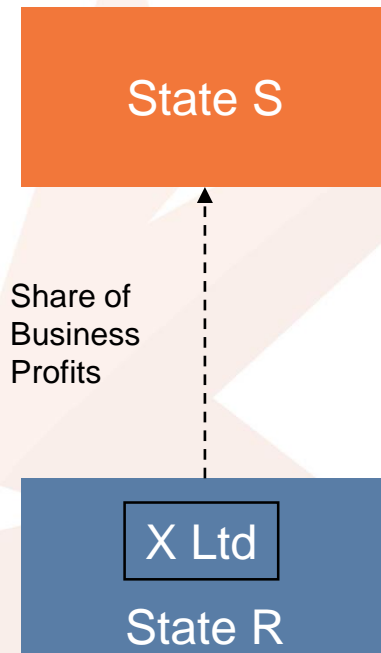 State S
Share of
Business
Profits
X Ltd
State R